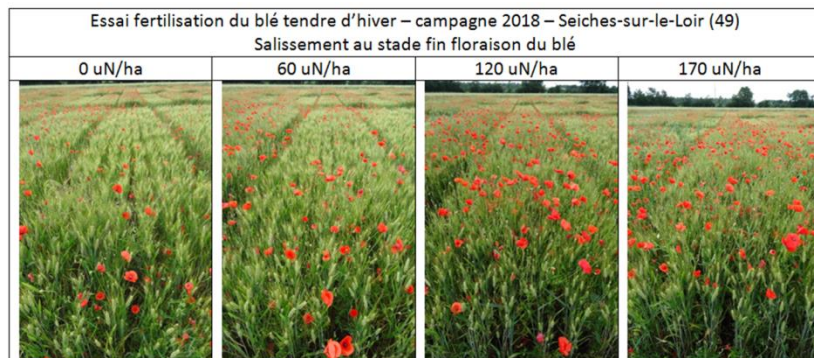 Essai fertilisation du blé tendre d’hiver – campagne 2018 – Seiches-sur-le-Loir (49)
Salissement au stade fin floraison du blé
0 uN/ha
60 uN/ha
120 uN/ha
170 uN/ha